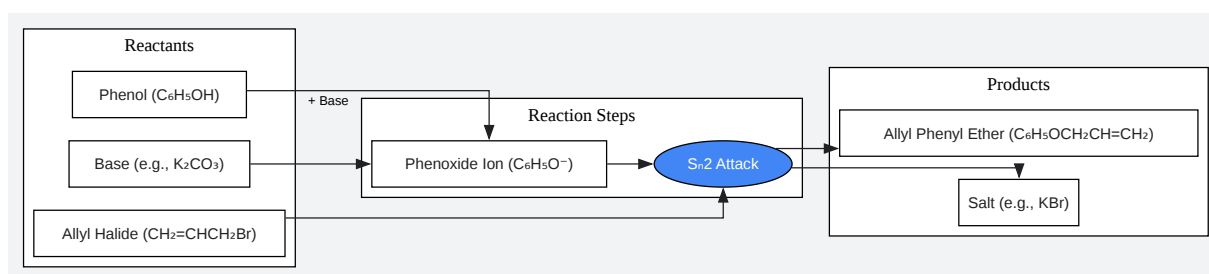 Reactants
Phenol (C₆H₅OH)
+ Base
Base (e.g., K₂CO₃)
Allyl Halide (CH₂=CHCH₂Br)
Reaction Steps
Phenoxide Ion (C₆H₅O⁻)
Sₙ2 Attack
Products
Allyl Phenyl Ether (C₆H₅OCH₂CH=CH₂)
Salt (e.g., KBr)